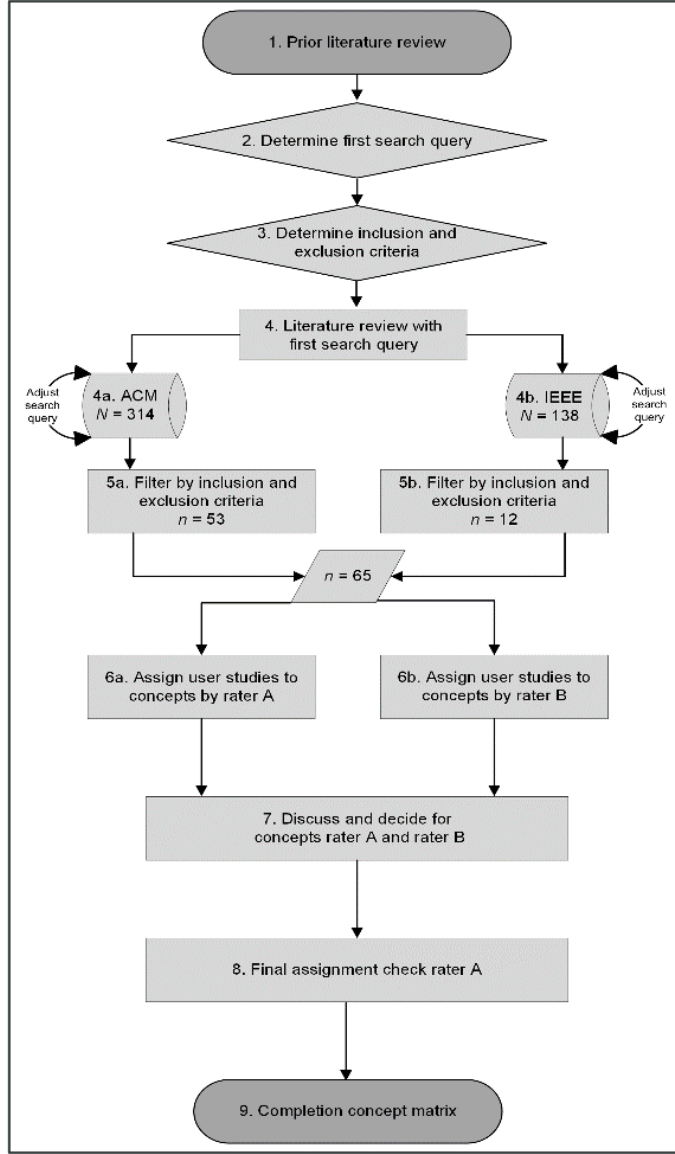 1. Prior literature review
2. Determine first search query
3. Determine inclusion and
exclusion criteria
4. Literature review with
first search query
Adjust
search
query
4a. ACM
N = 314
4b. IEEE
N = 138
Adjust
search
query
5a. Filter by inclusion and
exclusion criteria
n = 53
5b. Filter by inclusion and
exclusion criteria
n = 12
n = 65
6a. Assign user studies to
concepts by rater A
6b. Assign user studies to
concepts by rater B
7. Discuss and decide for
concepts rater A and rater B
8. Final assignment check rater A
9. Completion concept matrix